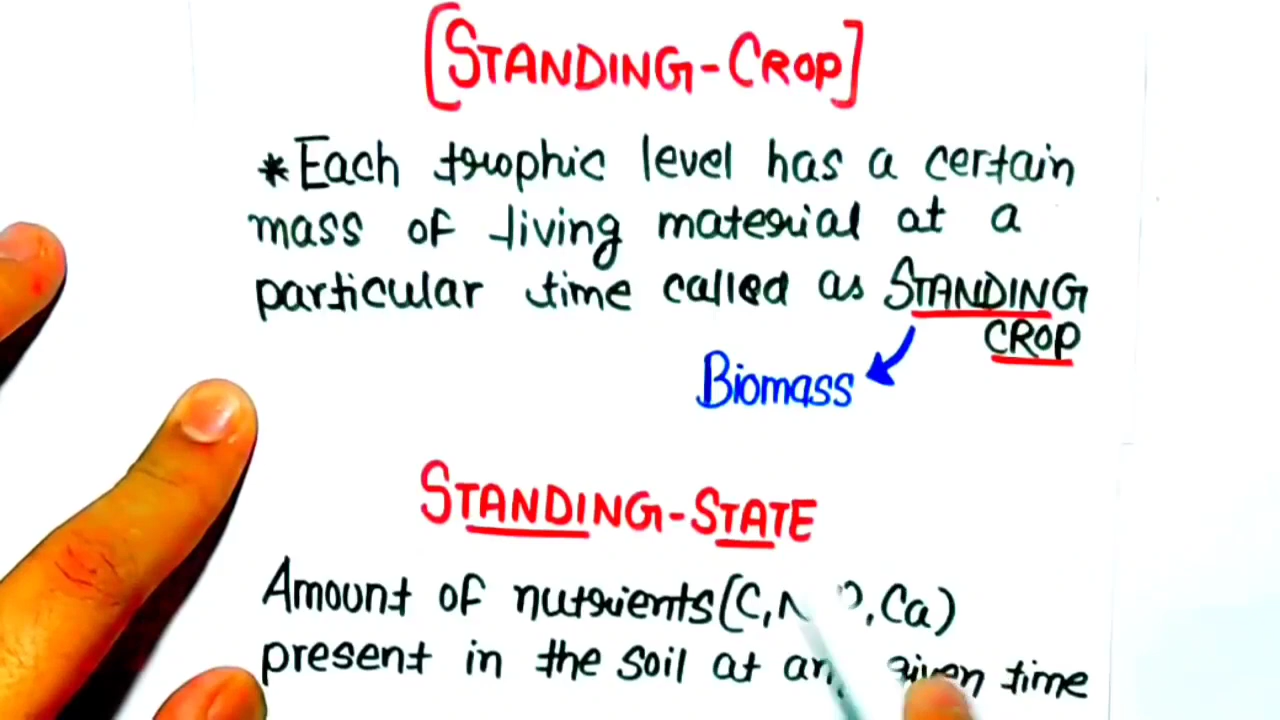 [STANDING-CROP]
*Each trophic level has a certain
mass of living material at a
particular time called as STANDING
CROP
Biomass
STANDING-STATE
Amount of nutrients(C, , Ca)
present in the soil at given time